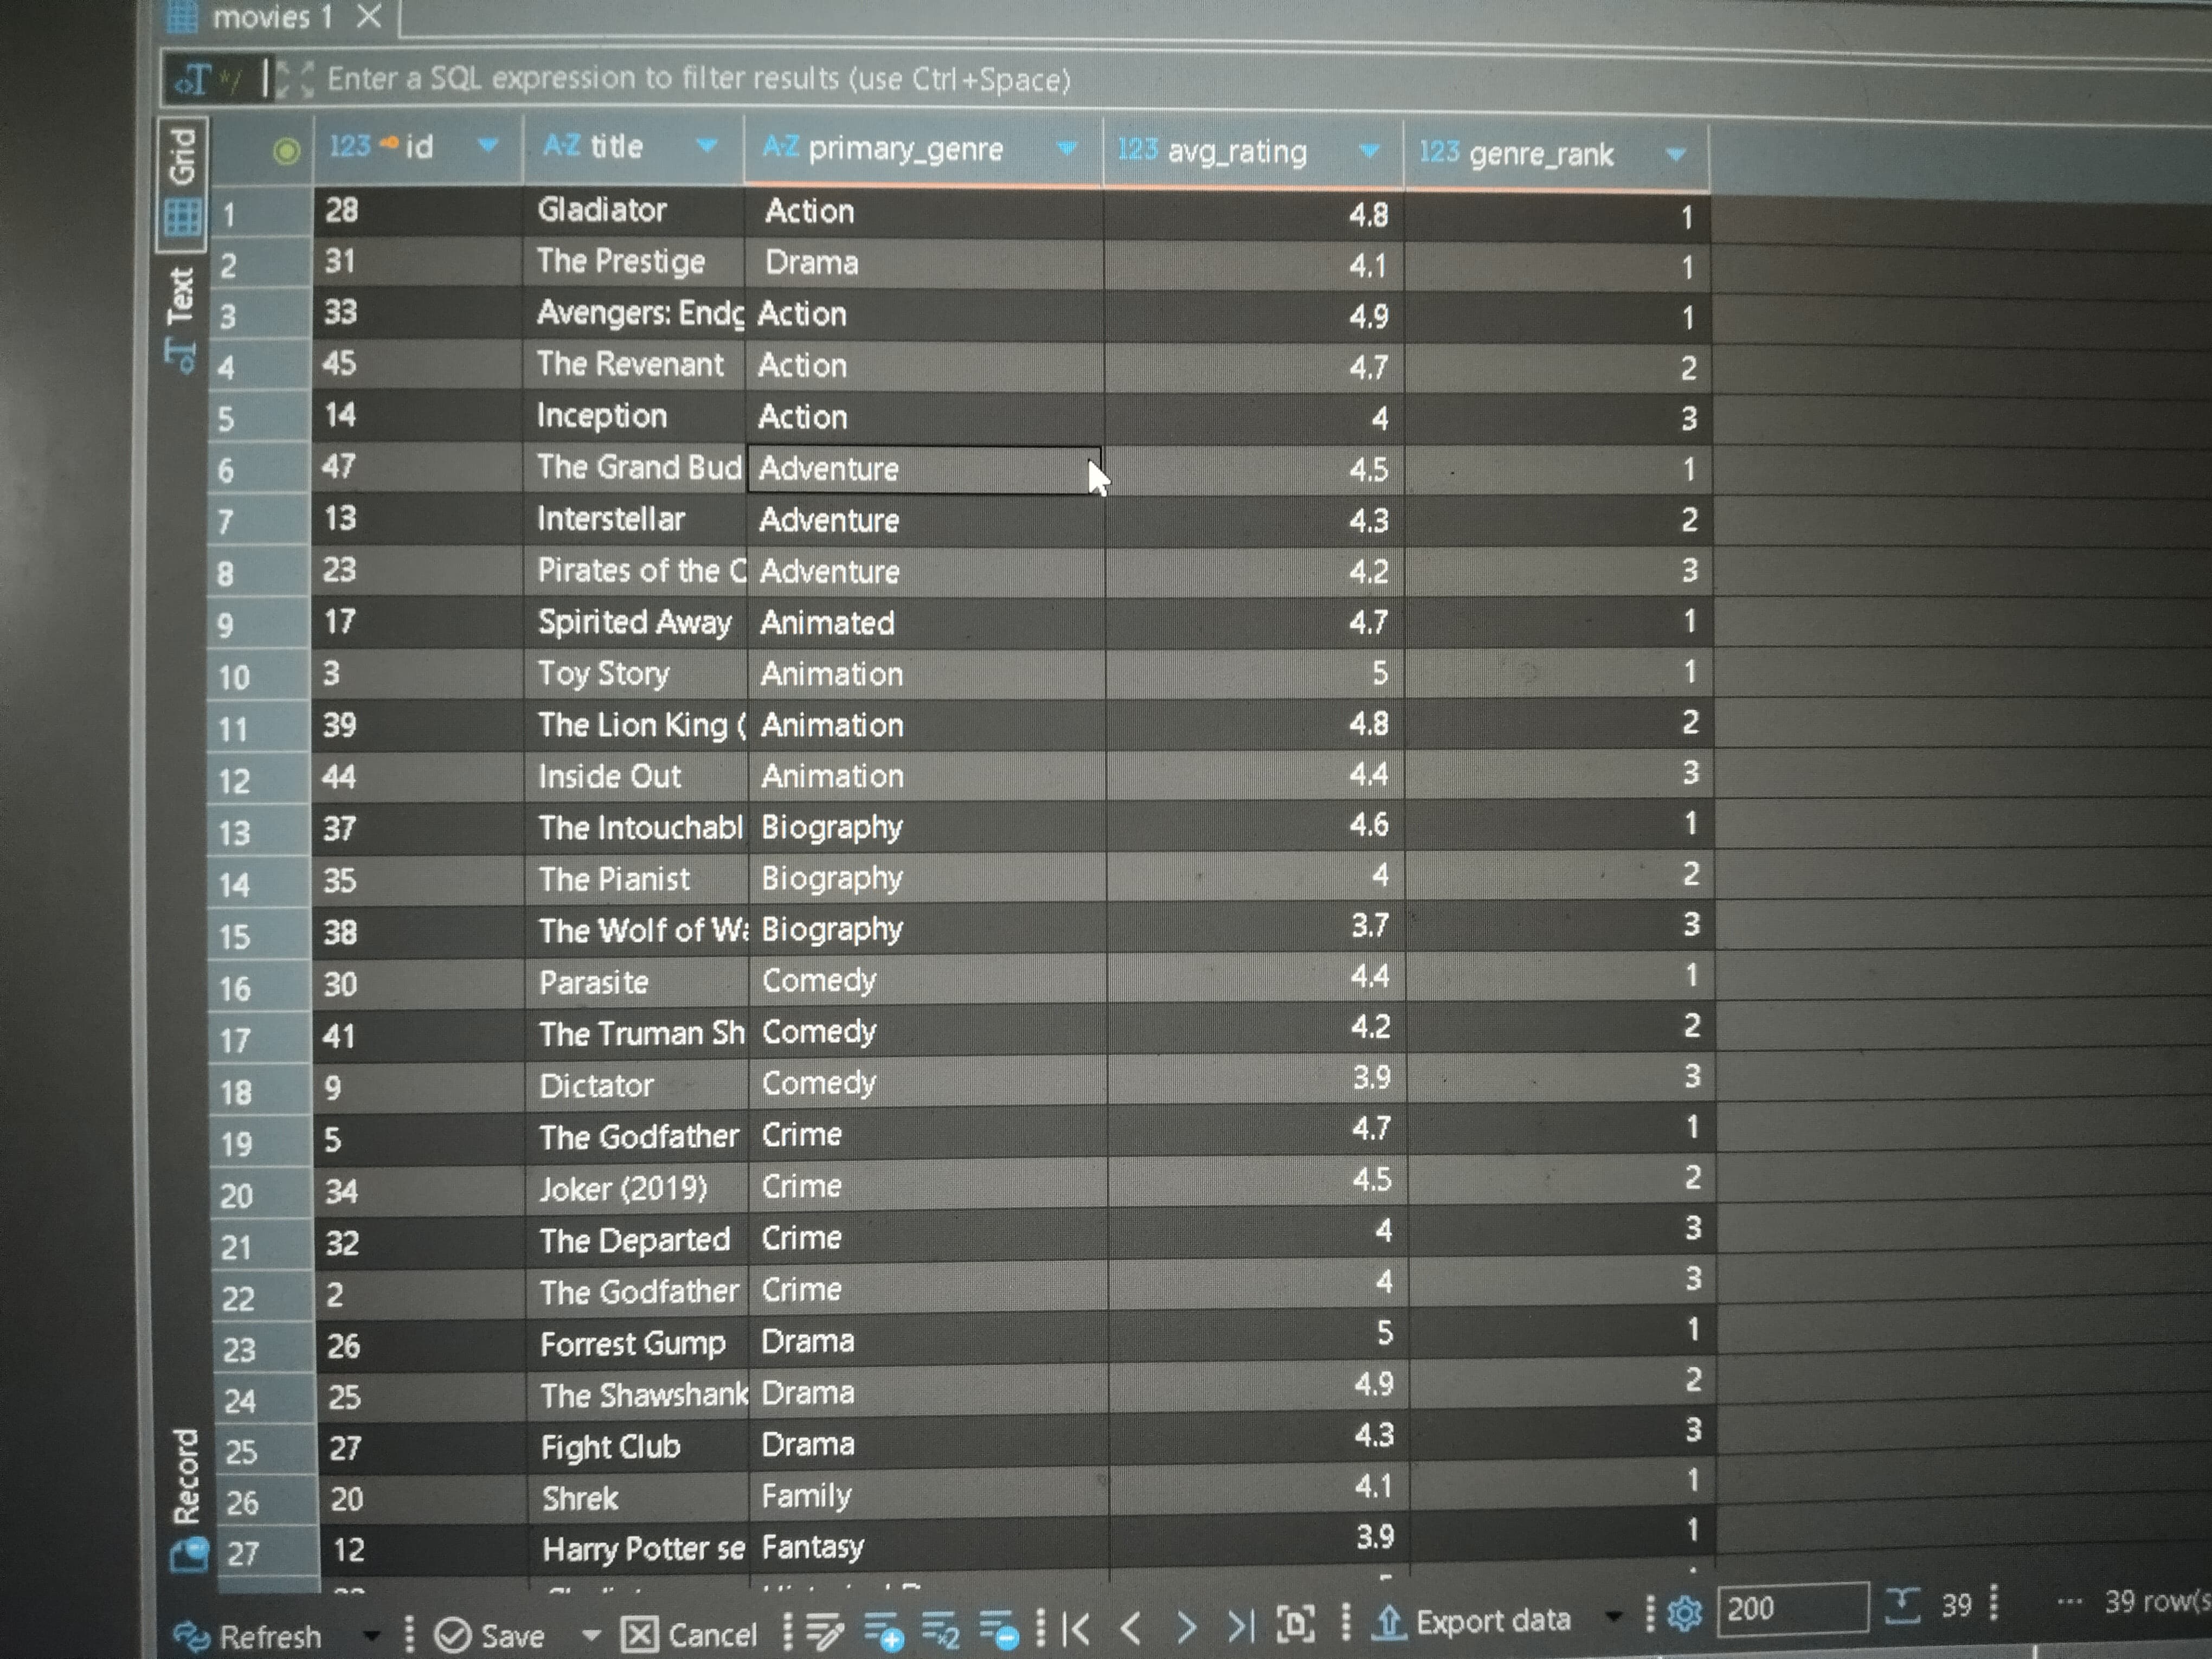 movies 1
Enter a SQL expression to filter results (use Ctrl+Space)
Grid
Text
Record
123 id A-Z title A-Z primary_genre 123 avg_rating 123 genre_rank
1 28 Gladiator Action 4.8 1
2 31 The Prestige Drama 4.1 1
3 33 Avengers: Endg Action 4.9 1
4 45 The Revenant Action 4.7 2
5 14 Inception Action 4 3
6 47 The Grand Bud Adventure 4.5 1
7 13 Interstellar Adventure 4.3 2
8 23 Pirates of the C Adventure 4.2 3
9 17 Spirited Away Animated 4.7 1
10 3 Toy Story Animation 5 1
11 39 The Lion King ( Animation 4.8 2
12 44 Inside Out Animation 4.4 3
13 37 The Intouchabl Biography 4.6 1
14 35 The Pianist Biography 4 2
15 38 The Wolf of Wa Biography 3.7 3
16 30 Parasite Comedy 4.4 1
17 41 The Truman Sh Comedy 4.2 2
18 9 Dictator Comedy 3.9 3
19 5 The Godfather Crime 4.7 1
20 34 Joker (2019) Crime 4.5 2
21 32 The Departed Crime 4 3
22 2 The Godfather Crime 4 3
23 26 Forrest Gump Drama 5 1
24 25 The Shawshank Drama 4.9 2
25 27 Fight Club Drama 4.3 3
26 20 Shrek Family 4.1 1
27 12 Harry Potter se Fantasy 3.9 1
Refresh Save Cancel Export data 200 39 ... 39 row(s